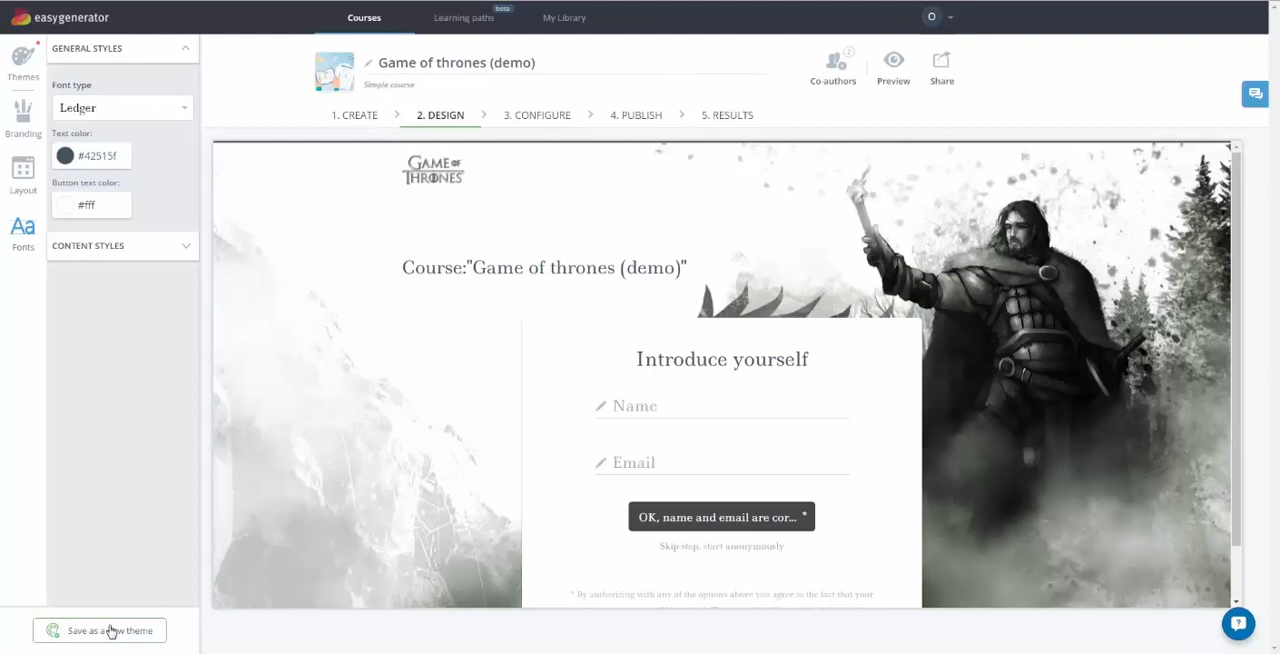 easygenerator
Courses
Learning paths
beta
My Library
O
Themes
Branding
Layout
Aa
Fonts
GENERAL STYLES
Font type
Ledger
Text color:
#42515f
Button text color:
#fff
CONTENT STYLES
Save as a new theme
Game of thrones (demo)
Simple course
Co-authors
2
Preview
Share
1. CREATE
2. DESIGN
3. CONFIGURE
4. PUBLISH
5. RESULTS
GAME OF
THRONES
Course:"Game of thrones (demo)"
Introduce yourself
Name
Email
OK, name and email are cor... *
Skip step, start anonymously
* By authorizing with any of the options above you agree to the fact that your